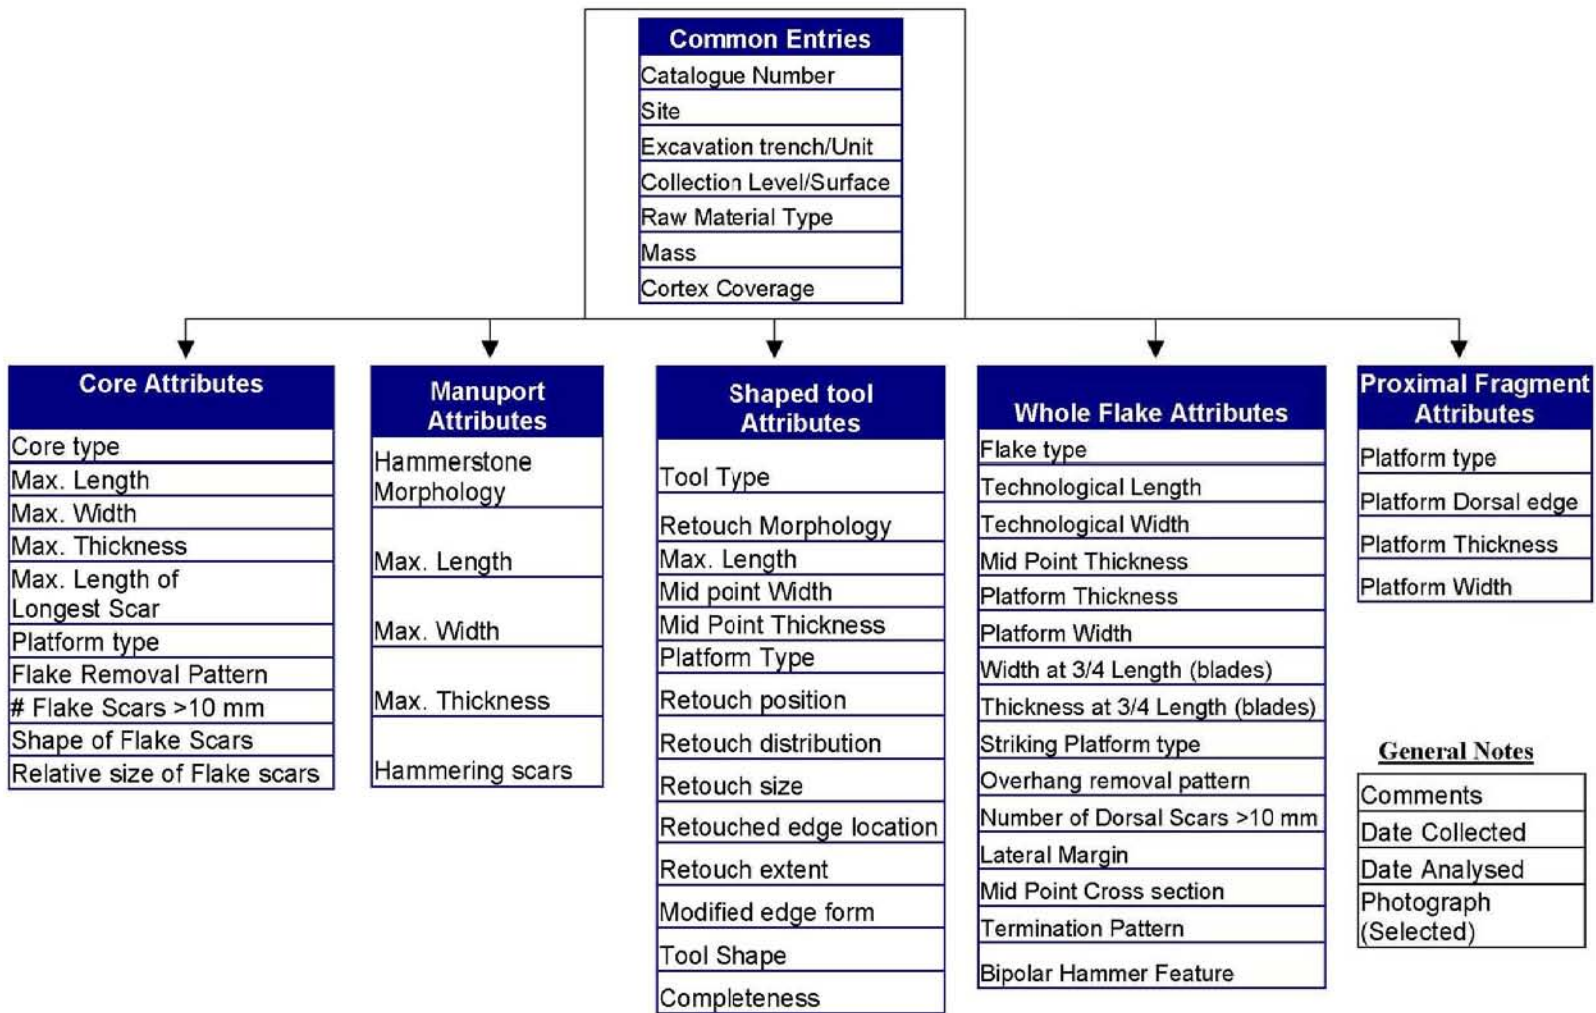 Common Entries
Catalogue Number
Site
Excavation trench/Unit
Collection Level/Surface
Raw Material Type
Mass
Cortex Coverage
Core Attributes
Core type
Max. Length
Max. Width
Max. Thickness
Max. Length of
Longest Scar
Platform type
Flake Removal Pattern
# Flake Scars >10 mm
Shape of Flake Scars
Relative size of Flake scars
Manuport
Attributes
Hammerstone
Morphology
Max. Length
Max. Width
Max. Thickness
Hammering scars
Shaped tool
Attributes
Tool Type
Retouch Morphology
Max. Length
Mid point Width
Mid Point Thickness
Platform Type
Retouch position
Retouch distribution
Retouch size
Retouched edge location
Retouch extent
Modified edge form
Tool Shape
Completeness
Whole Flake Attributes
Flake type
Technological Length
Technological Width
Mid Point Thickness
Platform Thickness
Platform Width
Width at 3/4 Length (blades)
Thickness at 3/4 Length (blades)
Striking Platform type
Overhang removal pattern
Number of Dorsal Scars >10 mm
Lateral Margin
Mid Point Cross section
Termination Pattern
Bipolar Hammer Feature
Proximal Fragment
Attributes
Platform type
Platform Dorsal edge
Platform Thickness
Platform Width
General Notes
Comments
Date Collected
Date Analysed
Photograph
(Selected)